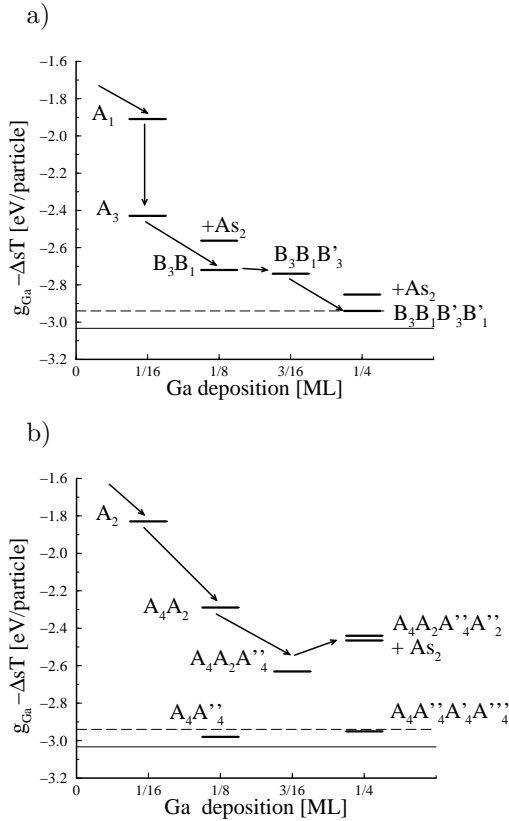 a)
g_Ga −ΔsT [eV/particle]
−1.6
−1.8
−2.0
−2.2
−2.4
−2.6
−2.8
−3.0
−3.2
A_1
A_3
+As_2
B_3B_1
B_3B_1B'_3
+As_2
B_3B_1B'_3B'_1
0
1/16
1/8
3/16
1/4
Ga deposition [ML]
b)
g_Ga −ΔsT [eV/particle]
−1.6
−1.8
−2.0
−2.2
−2.4
−2.6
−2.8
−3.0
−3.2
A_2
A_4A_2
A_4A_2A''_4
A_4A_2A''_4A''_2
+ As_2
A_4A''_4
A_4A''_4A'_4A'''_4
0
1/16
1/8
3/16
1/4
Ga deposition [ML]